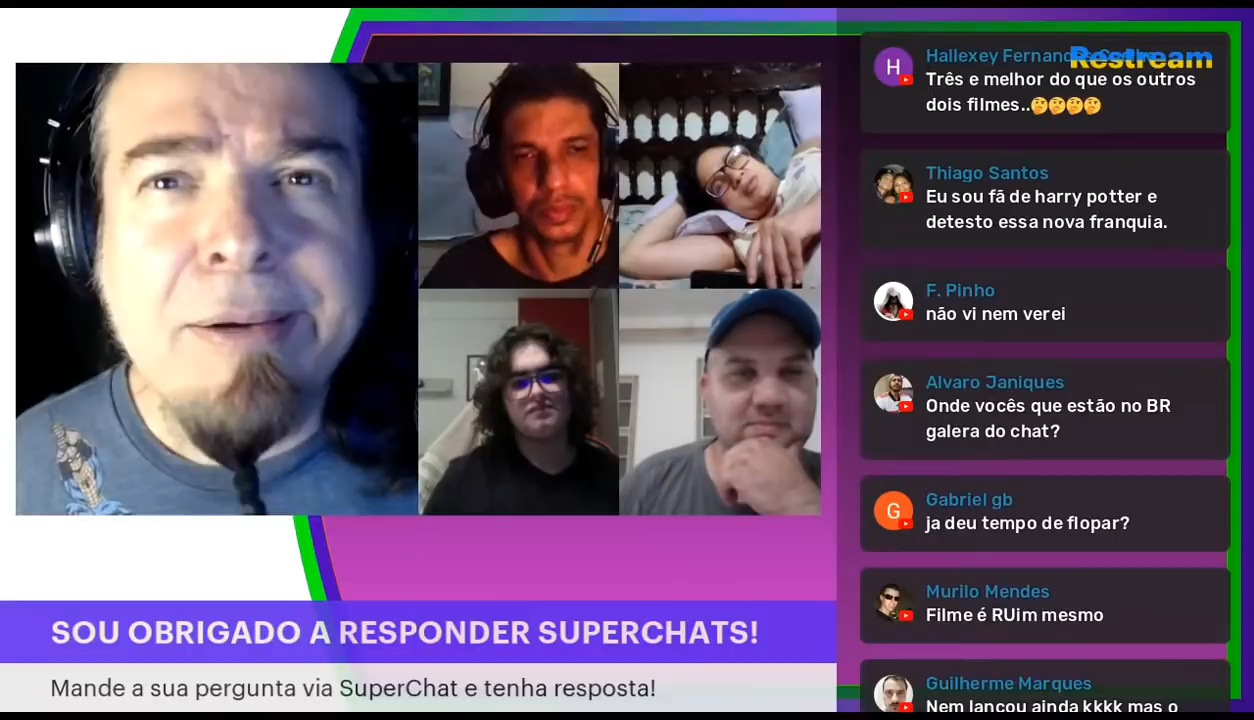 Hallexey Fernandes
Restream
Três e melhor do que os outros
dois filmes..🤔🤔🤔🤔
Thiago Santos
Eu sou fã de harry potter e
detesto essa nova franquia.
F. Pinho
não vi nem verei
Alvaro Janiques
Onde vocês que estão no BR
galera do chat?
Gabriel gb
ja deu tempo de flopar?
Murilo Mendes
Filme é RUim mesmo
Guilherme Marques
Nem lançou ainda kkkk mas o
H
G
SOU OBRIGADO A RESPONDER SUPERCHATS!
Mande a sua pergunta via SuperChat e tenha resposta!